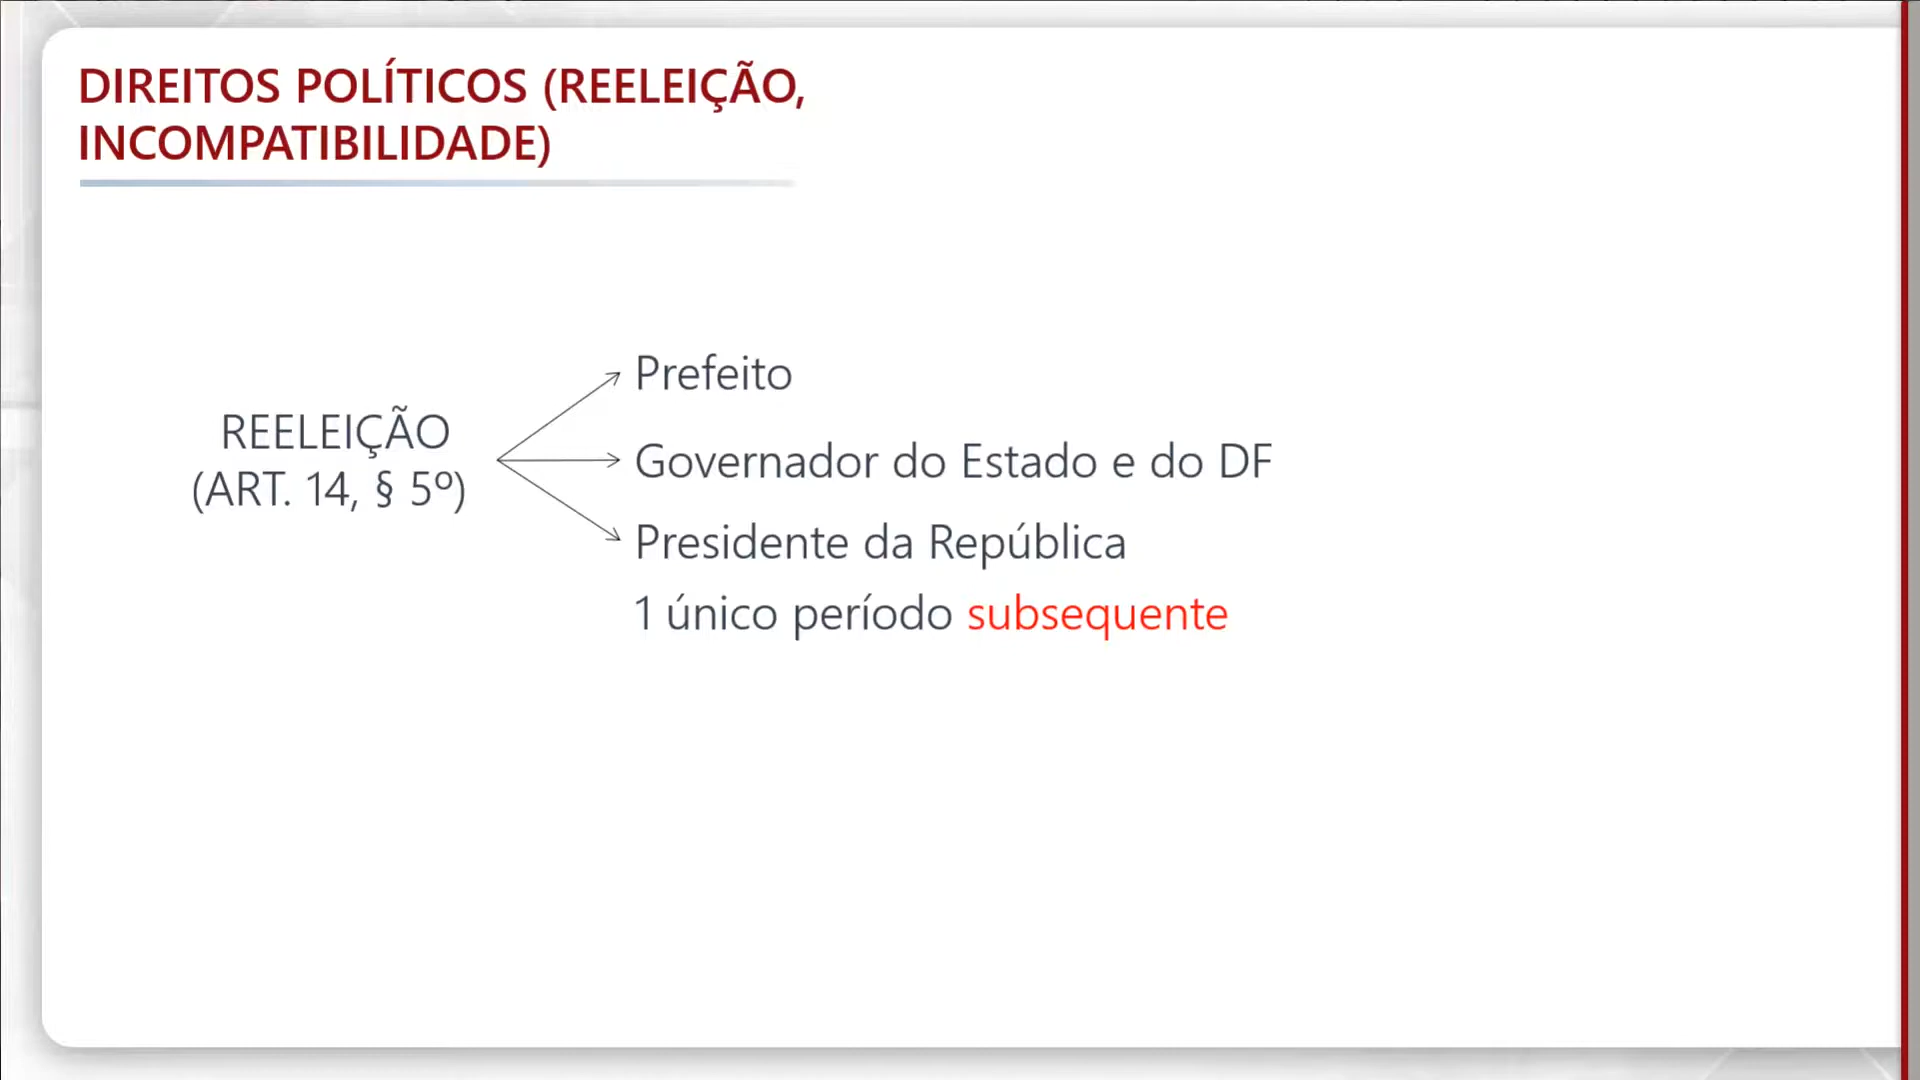 DIREITOS POLÍTICOS (REELEIÇÃO,
INCOMPATIBILIDADE)
REELEIÇÃO
(ART. 14, § 5º)
Prefeito
Governador do Estado e do DF
Presidente da República
1 único período subsequente